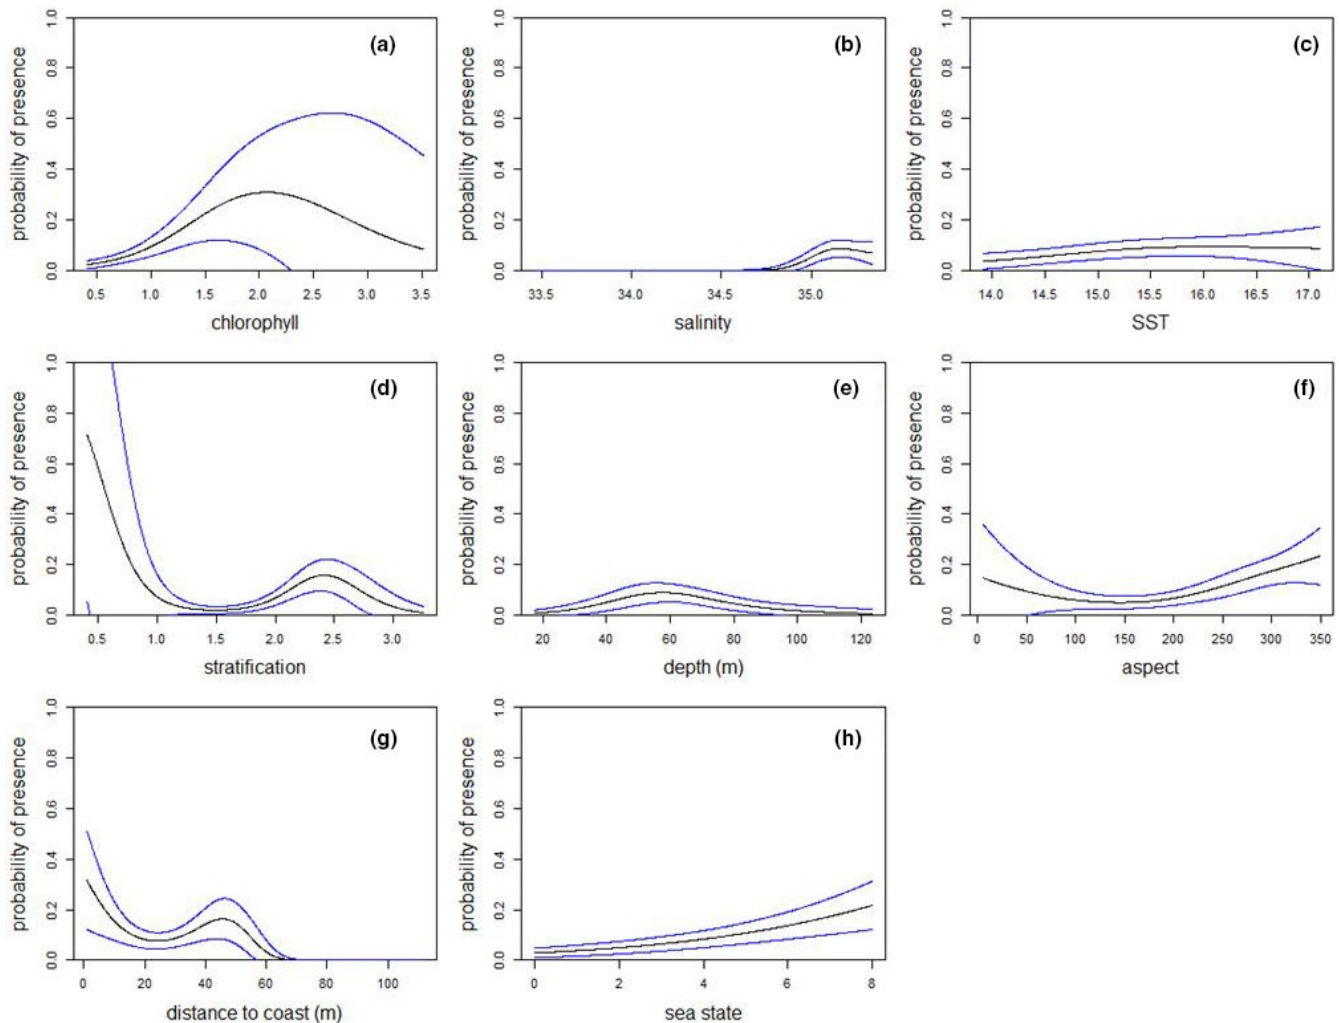 (a)
probability of presence
0.0 0.2 0.4 0.6 0.8 1.0
0.5 1.0 1.5 2.0 2.5 3.0 3.5
chlorophyll
(b)
probability of presence
0.0 0.2 0.4 0.6 0.8 1.0
33.5 34.0 34.5 35.0
salinity
(c)
probability of presence
0.0 0.2 0.4 0.6 0.8 1.0
14.0 14.5 15.0 15.5 16.0 16.5 17.0
SST
(d)
probability of presence
0.0 0.2 0.4 0.6 0.8 1.0
0.5 1.0 1.5 2.0 2.5 3.0
stratification
(e)
probability of presence
0.0 0.2 0.4 0.6 0.8 1.0
20 40 60 80 100 120
depth (m)
(f)
probability of presence
0.0 0.2 0.4 0.6 0.8 1.0
0 50 100 150 200 250 300 350
aspect
(g)
probability of presence
0.0 0.2 0.4 0.6 0.8 1.0
0 20 40 60 80 100
distance to coast (m)
(h)
probability of presence
0.0 0.2 0.4 0.6 0.8 1.0
0 2 4 6 8
sea state